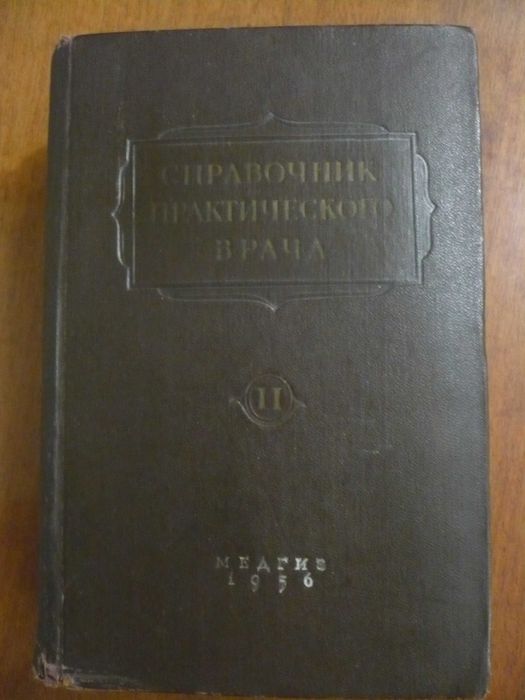 СПРАВОЧНИК
ПРАКТИЧЕСКОГО
ВРАЧА
II
МЕДГИЗ
1956